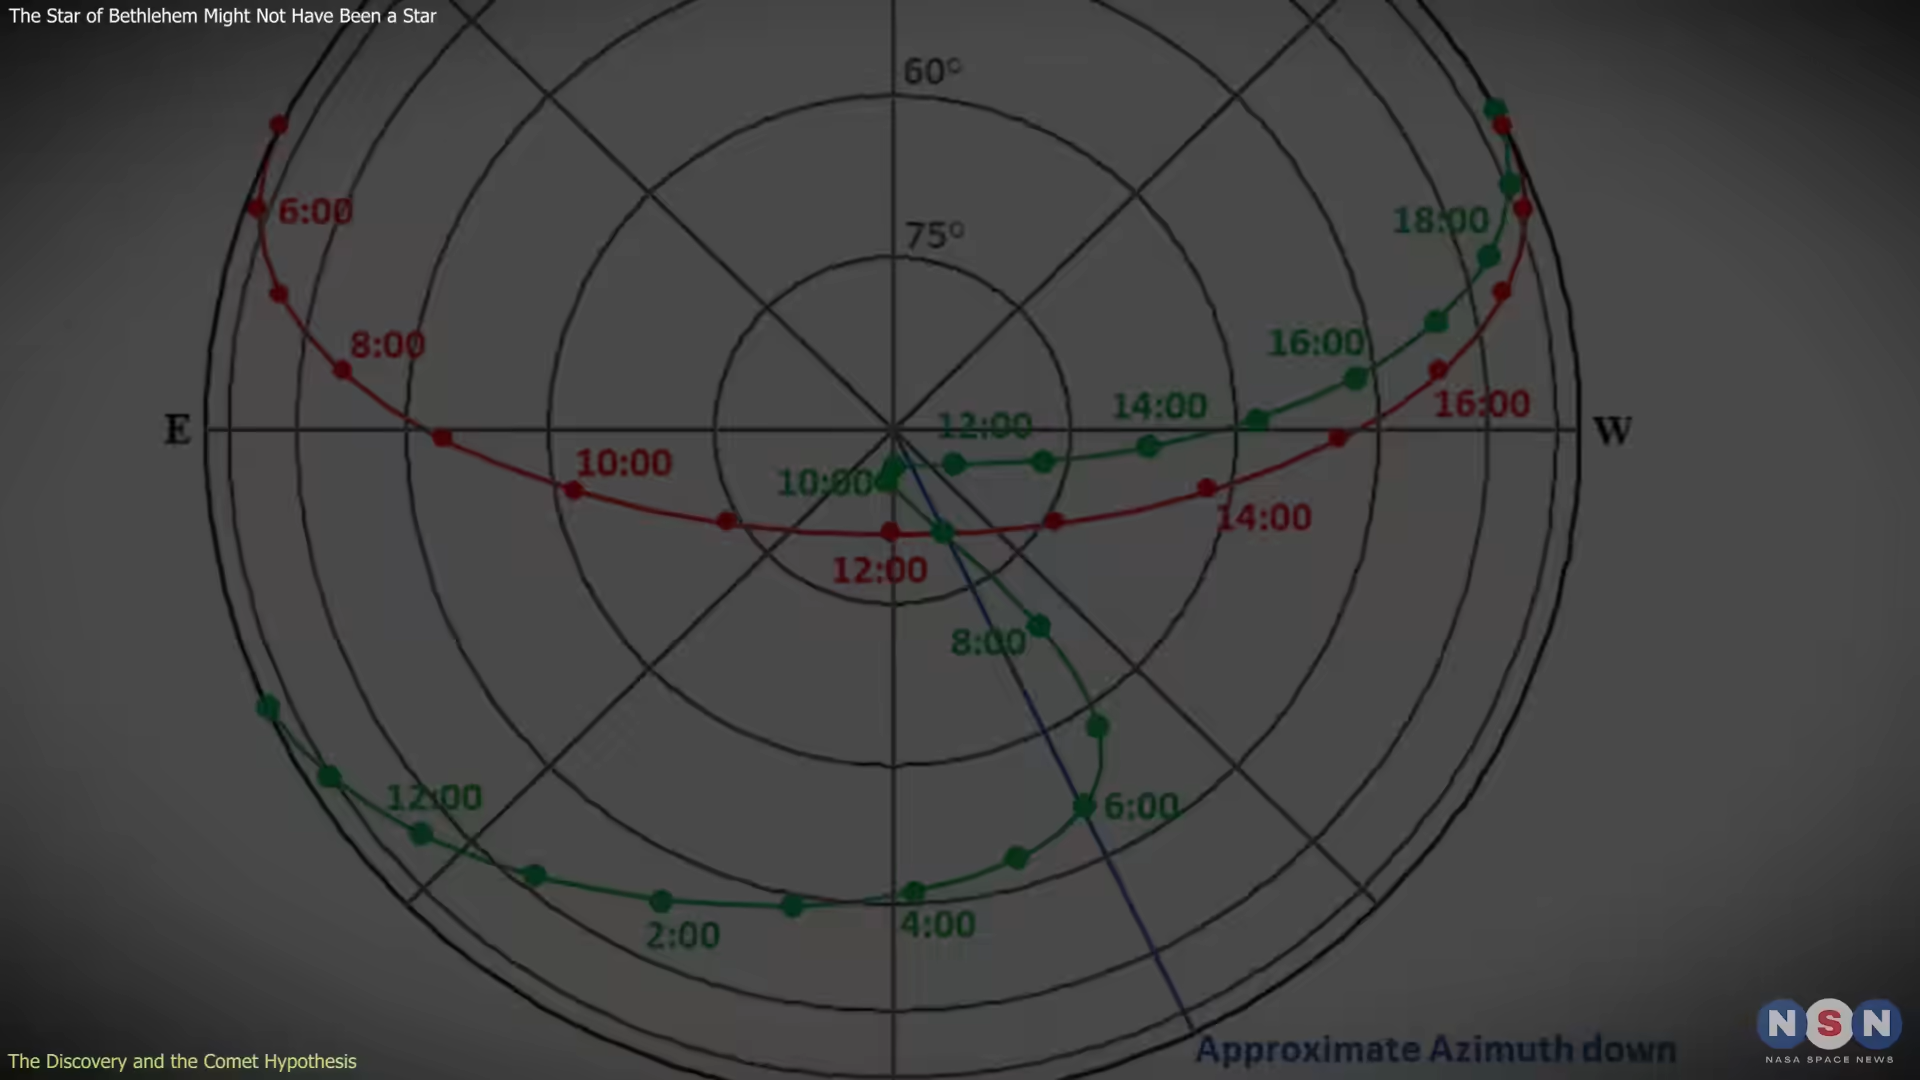 The Star of Bethlehem Might Not Have Been a Star
60°
75°
6:00
18:00
8:00
16:00
E
12:00
14:00
16:00
W
10:00
10:00
14:00
12:00
8:00
12:00
6:00
2:00
4:00
Approximate Azimuth down
NSN
NASA SPACE NEWS
The Discovery and the Comet Hypothesis